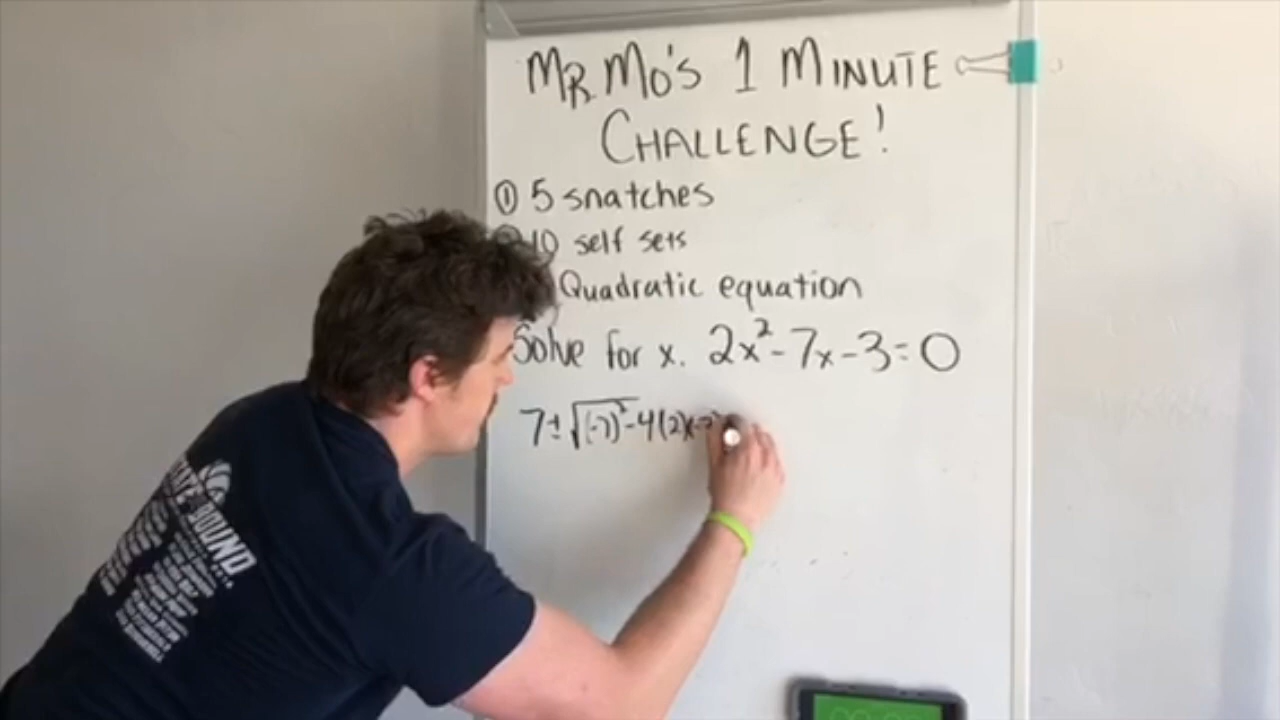 MR. MO'S 1 MINUTE
CHALLENGE!
① 5 snatches
10 self sets
Quadratic equation
Solve for x. 2x²-7x-3=0
7±√(-7)²-4(2)(-3)
BOUND